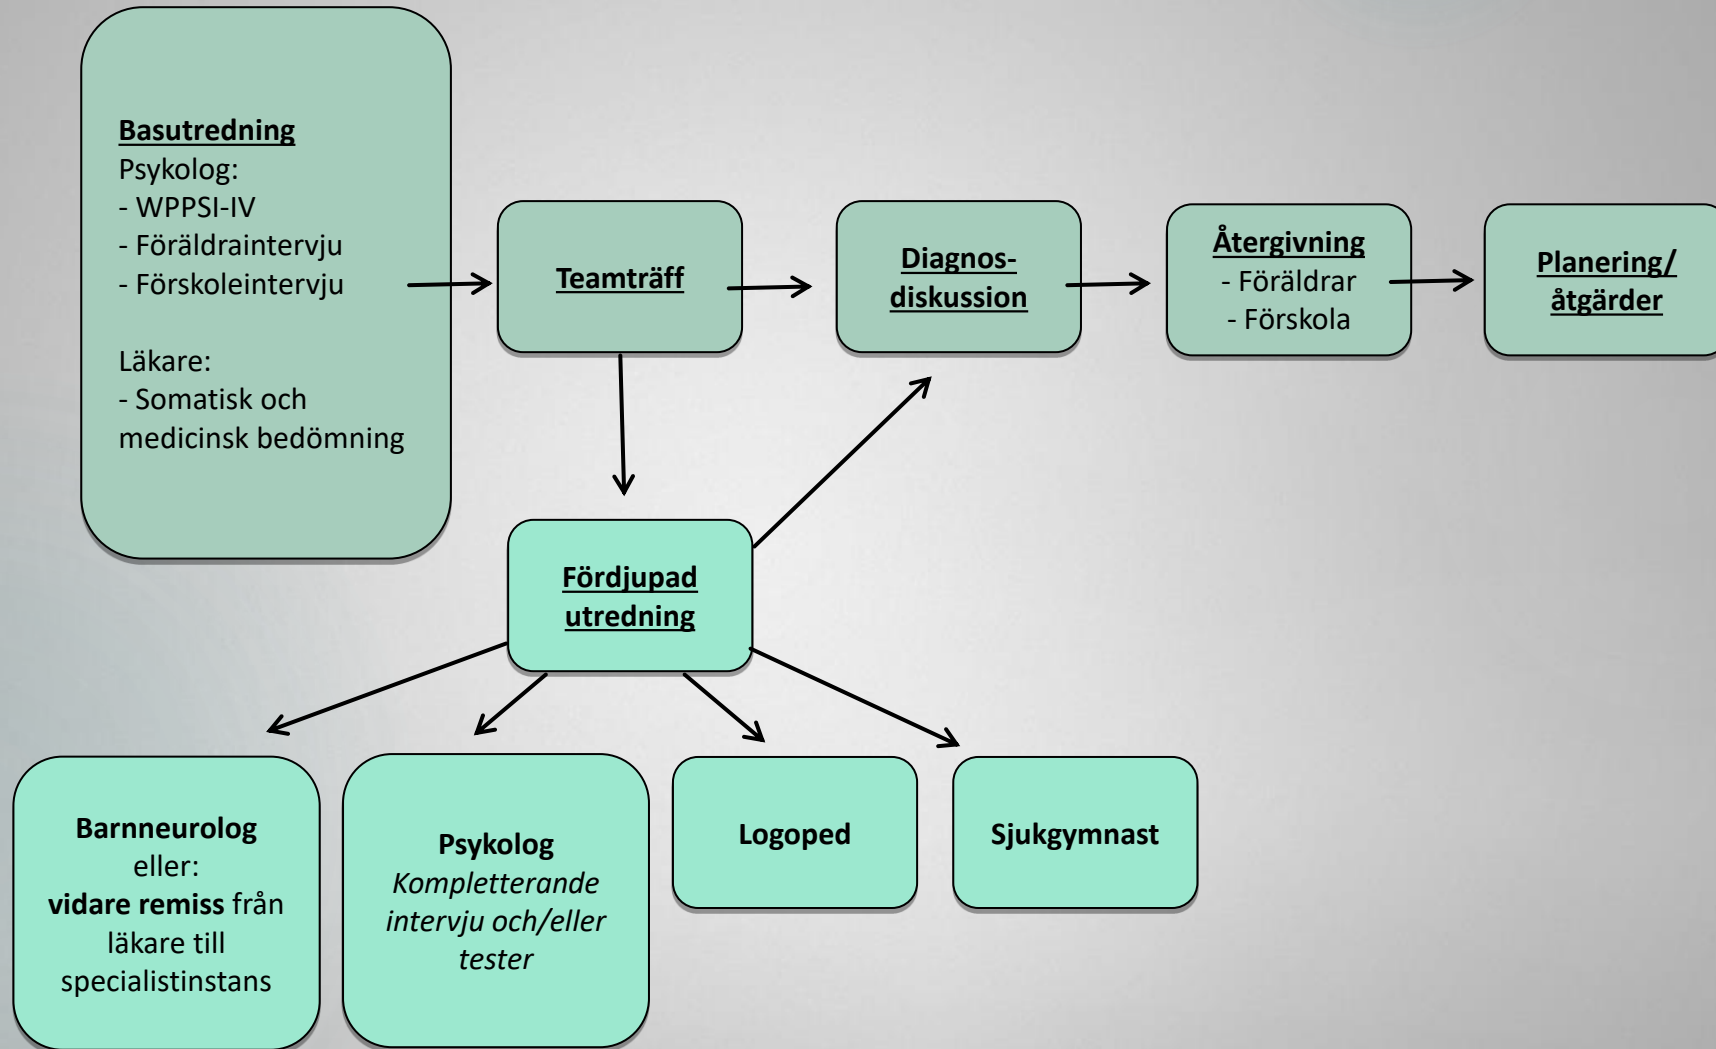 Basutredning
Psykolog:
- WPPSI-IV
- Föräldraintervju
- Förskoleintervju
Läkare:
- Somatisk och
medicinsk bedömning
Teamträff
Diagnos-
diskussion
Återgivning
- Föräldrar
- Förskola
Planering/
åtgärder
Fördjupad
utredning
Barnneurolog
eller:
vidare remiss från
läkare till
specialistinstans
Psykolog
Kompletterande
intervju och/eller
tester
Logoped
Sjukgymnast